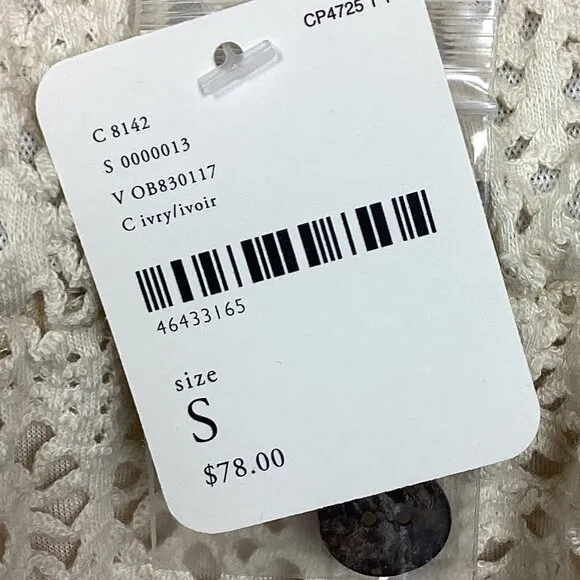 CP4725
C 8142
S 0000013
V OB830117
C ivry/ivoir
46433165
size
S
$78.00